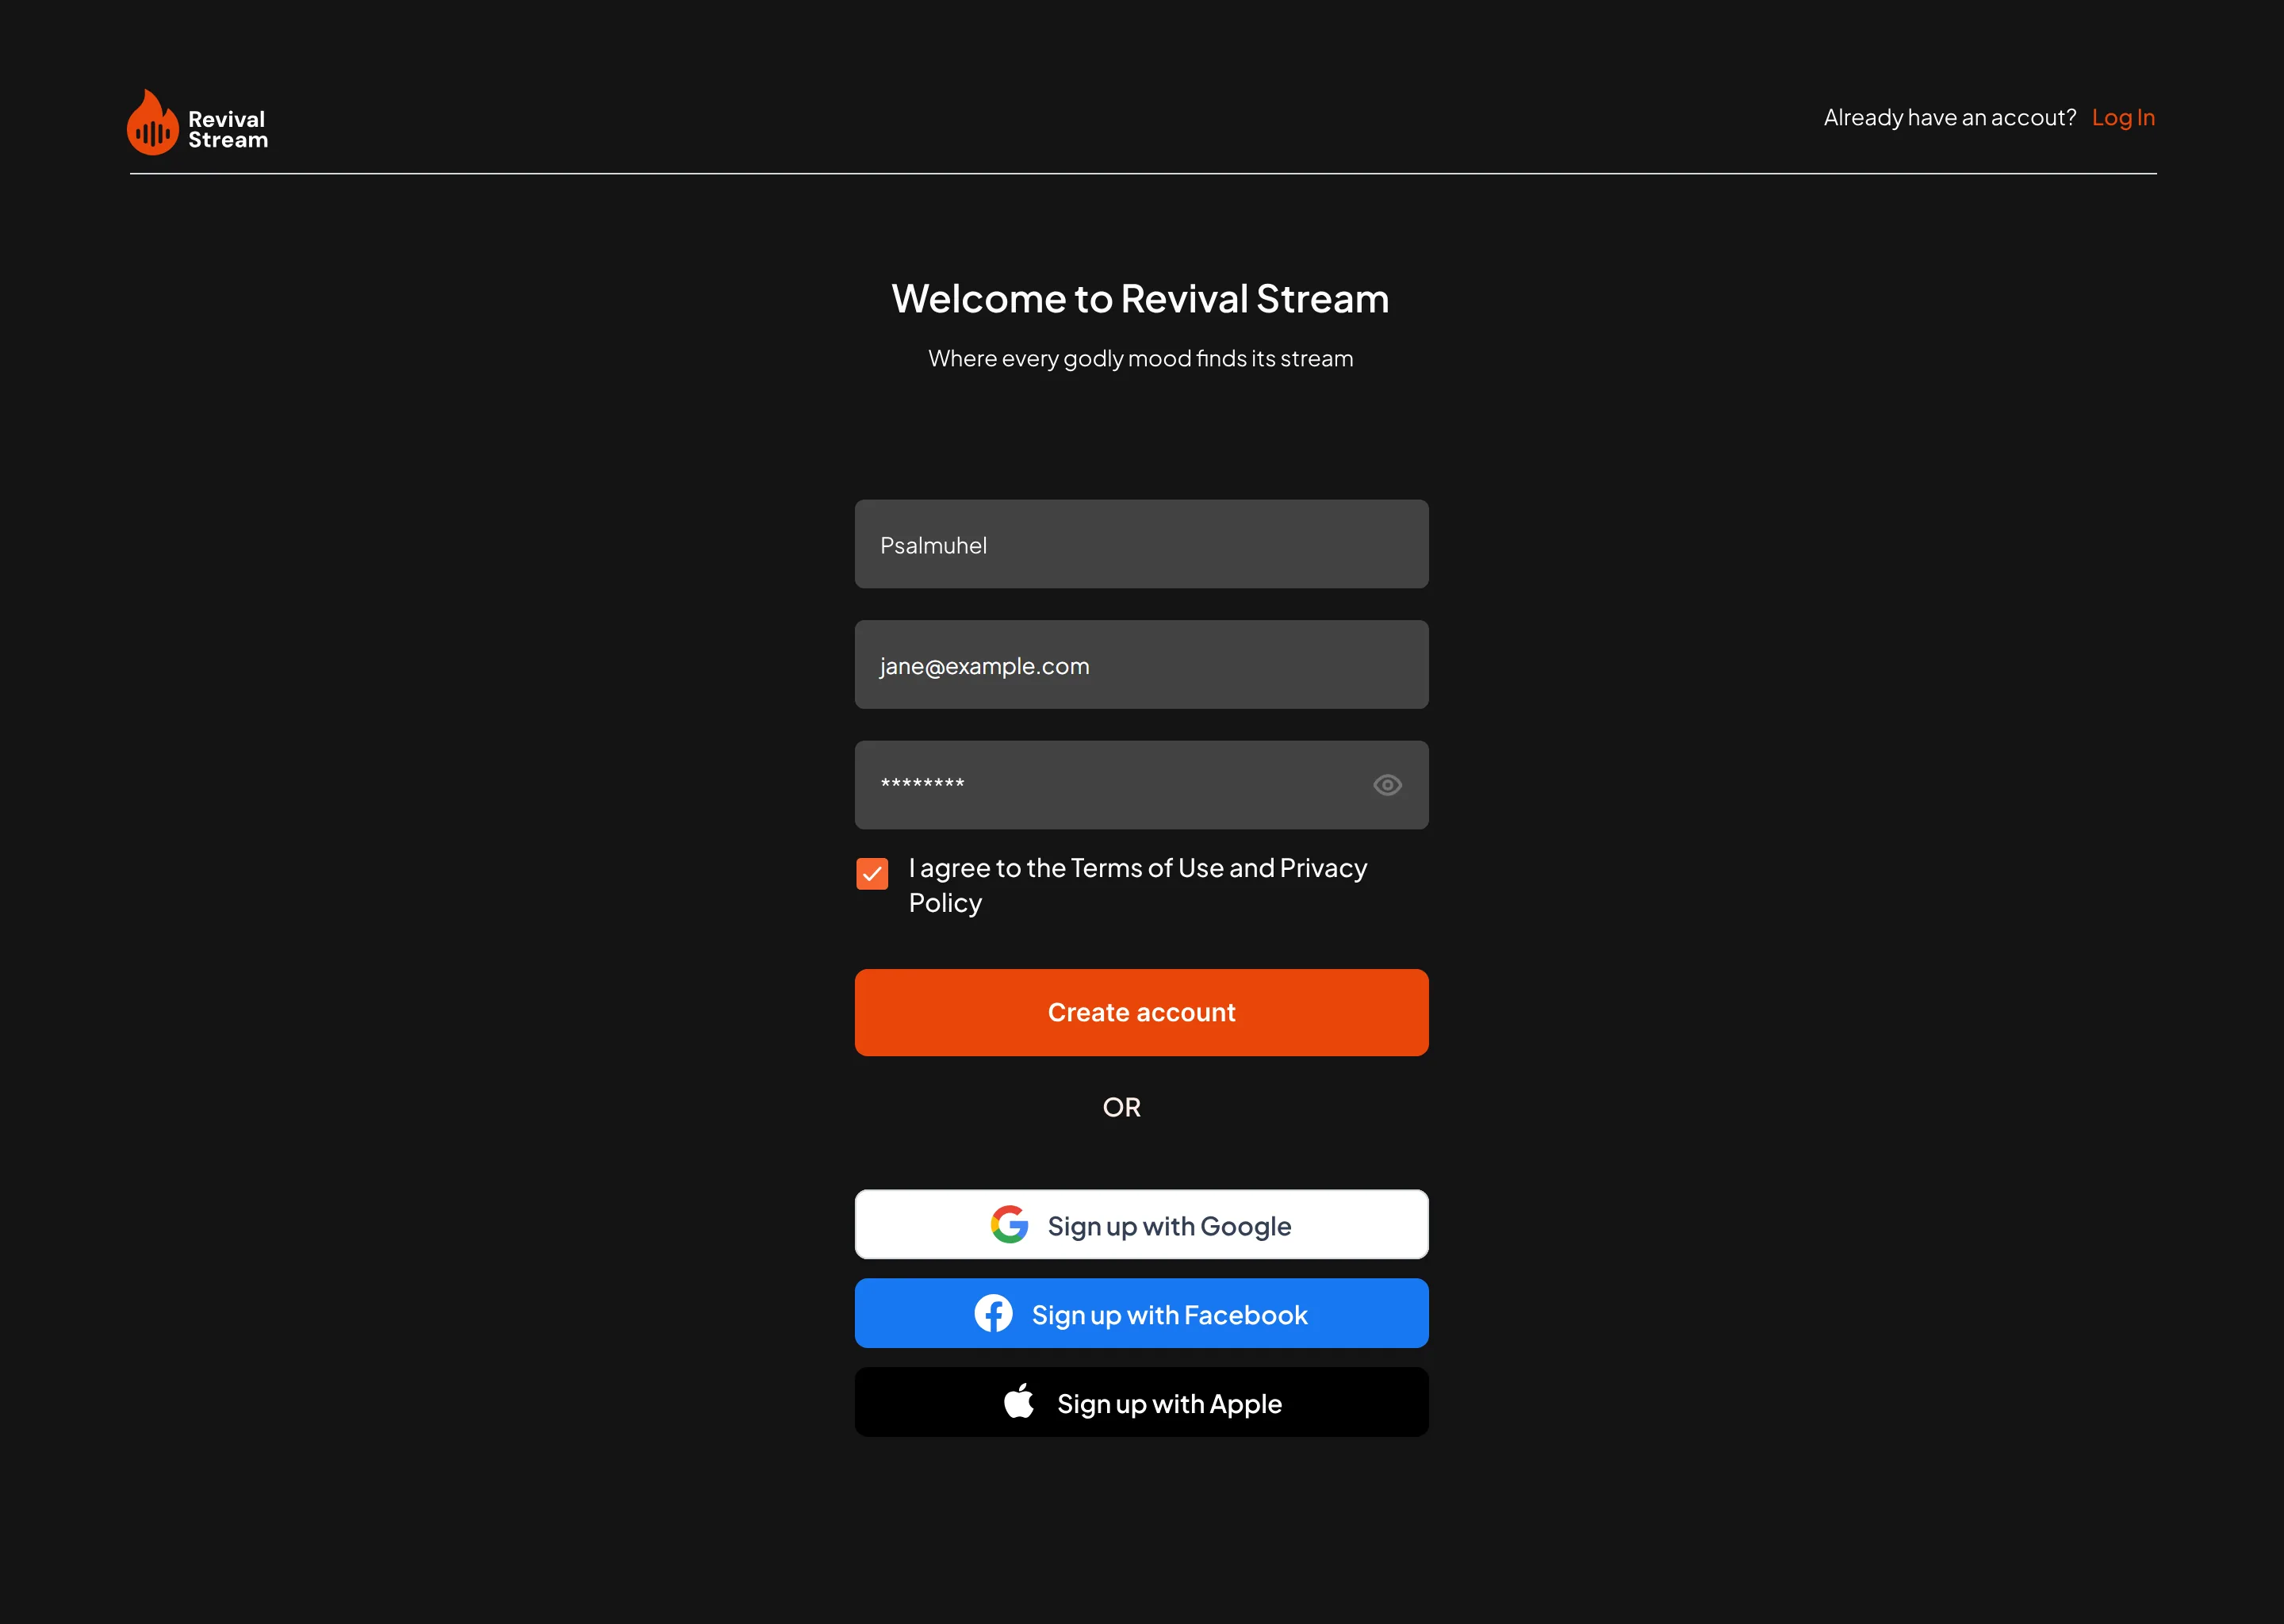 Revival
Stream
Already have an accout? Log In
Welcome to Revival Stream
Where every godly mood finds its stream
Psalmuhel
jane@example.com
********
I agree to the Terms of Use and Privacy
Policy
Create account
OR
Sign up with Google
Sign up with Facebook
Sign up with Apple